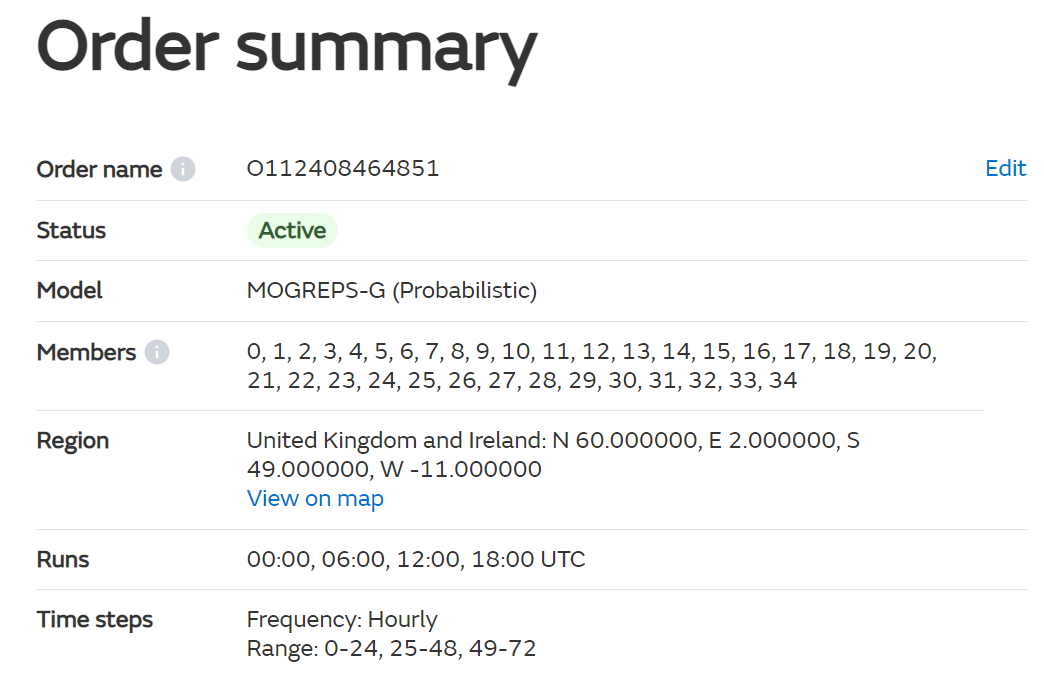 Order summary
Order name i O112408464851 Edit
Status Active
Model MOGREPS-G (Probabilistic)
Members i 0, 1, 2, 3, 4, 5, 6, 7, 8, 9, 10, 11, 12, 13, 14, 15, 16, 17, 18, 19, 20,
21, 22, 23, 24, 25, 26, 27, 28, 29, 30, 31, 32, 33, 34
Region United Kingdom and Ireland: N 60.000000, E 2.000000, S
49.000000, W -11.000000
View on map
Runs 00:00, 06:00, 12:00, 18:00 UTC
Time steps Frequency: Hourly
Range: 0-24, 25-48, 49-72